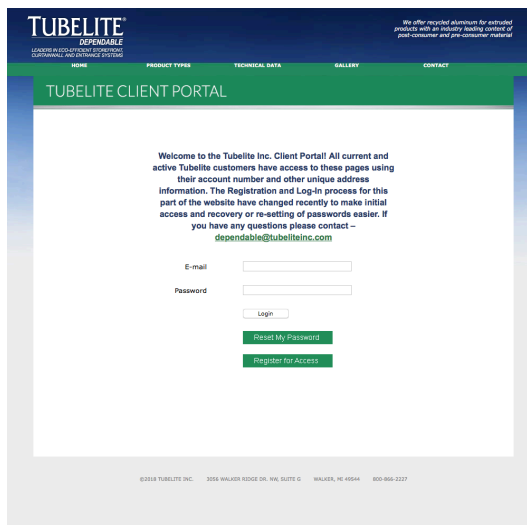 TUBELITE®
DEPENDABLE
LEADERS IN ECO-EFFICIENT STOREFRONT,
CURTAINWALL AND ENTRANCE SYSTEMS
We offer recycled aluminum for extruded
products with an industry leading content of
post-consumer and pre-consumer material
HOME PRODUCT TYPES TECHNICAL DATA GALLERY CONTACT
TUBELITE CLIENT PORTAL
Welcome to the Tubelite Inc. Client Portal! All current and
active Tubelite customers have access to these pages using
their account number and other unique address
information. The Registration and Log-In process for this
part of the website have changed recently to make initial
access and recovery or re-setting of passwords easier. If
you have any questions please contact –
dependable@tubeliteinc.com
E-mail
Password
Login
Reset My Password
Register for Access
©2018 TUBELITE INC. 3056 WALKER RIDGE DR. NW, SUITE G WALKER, MI 49544 800-866-2227